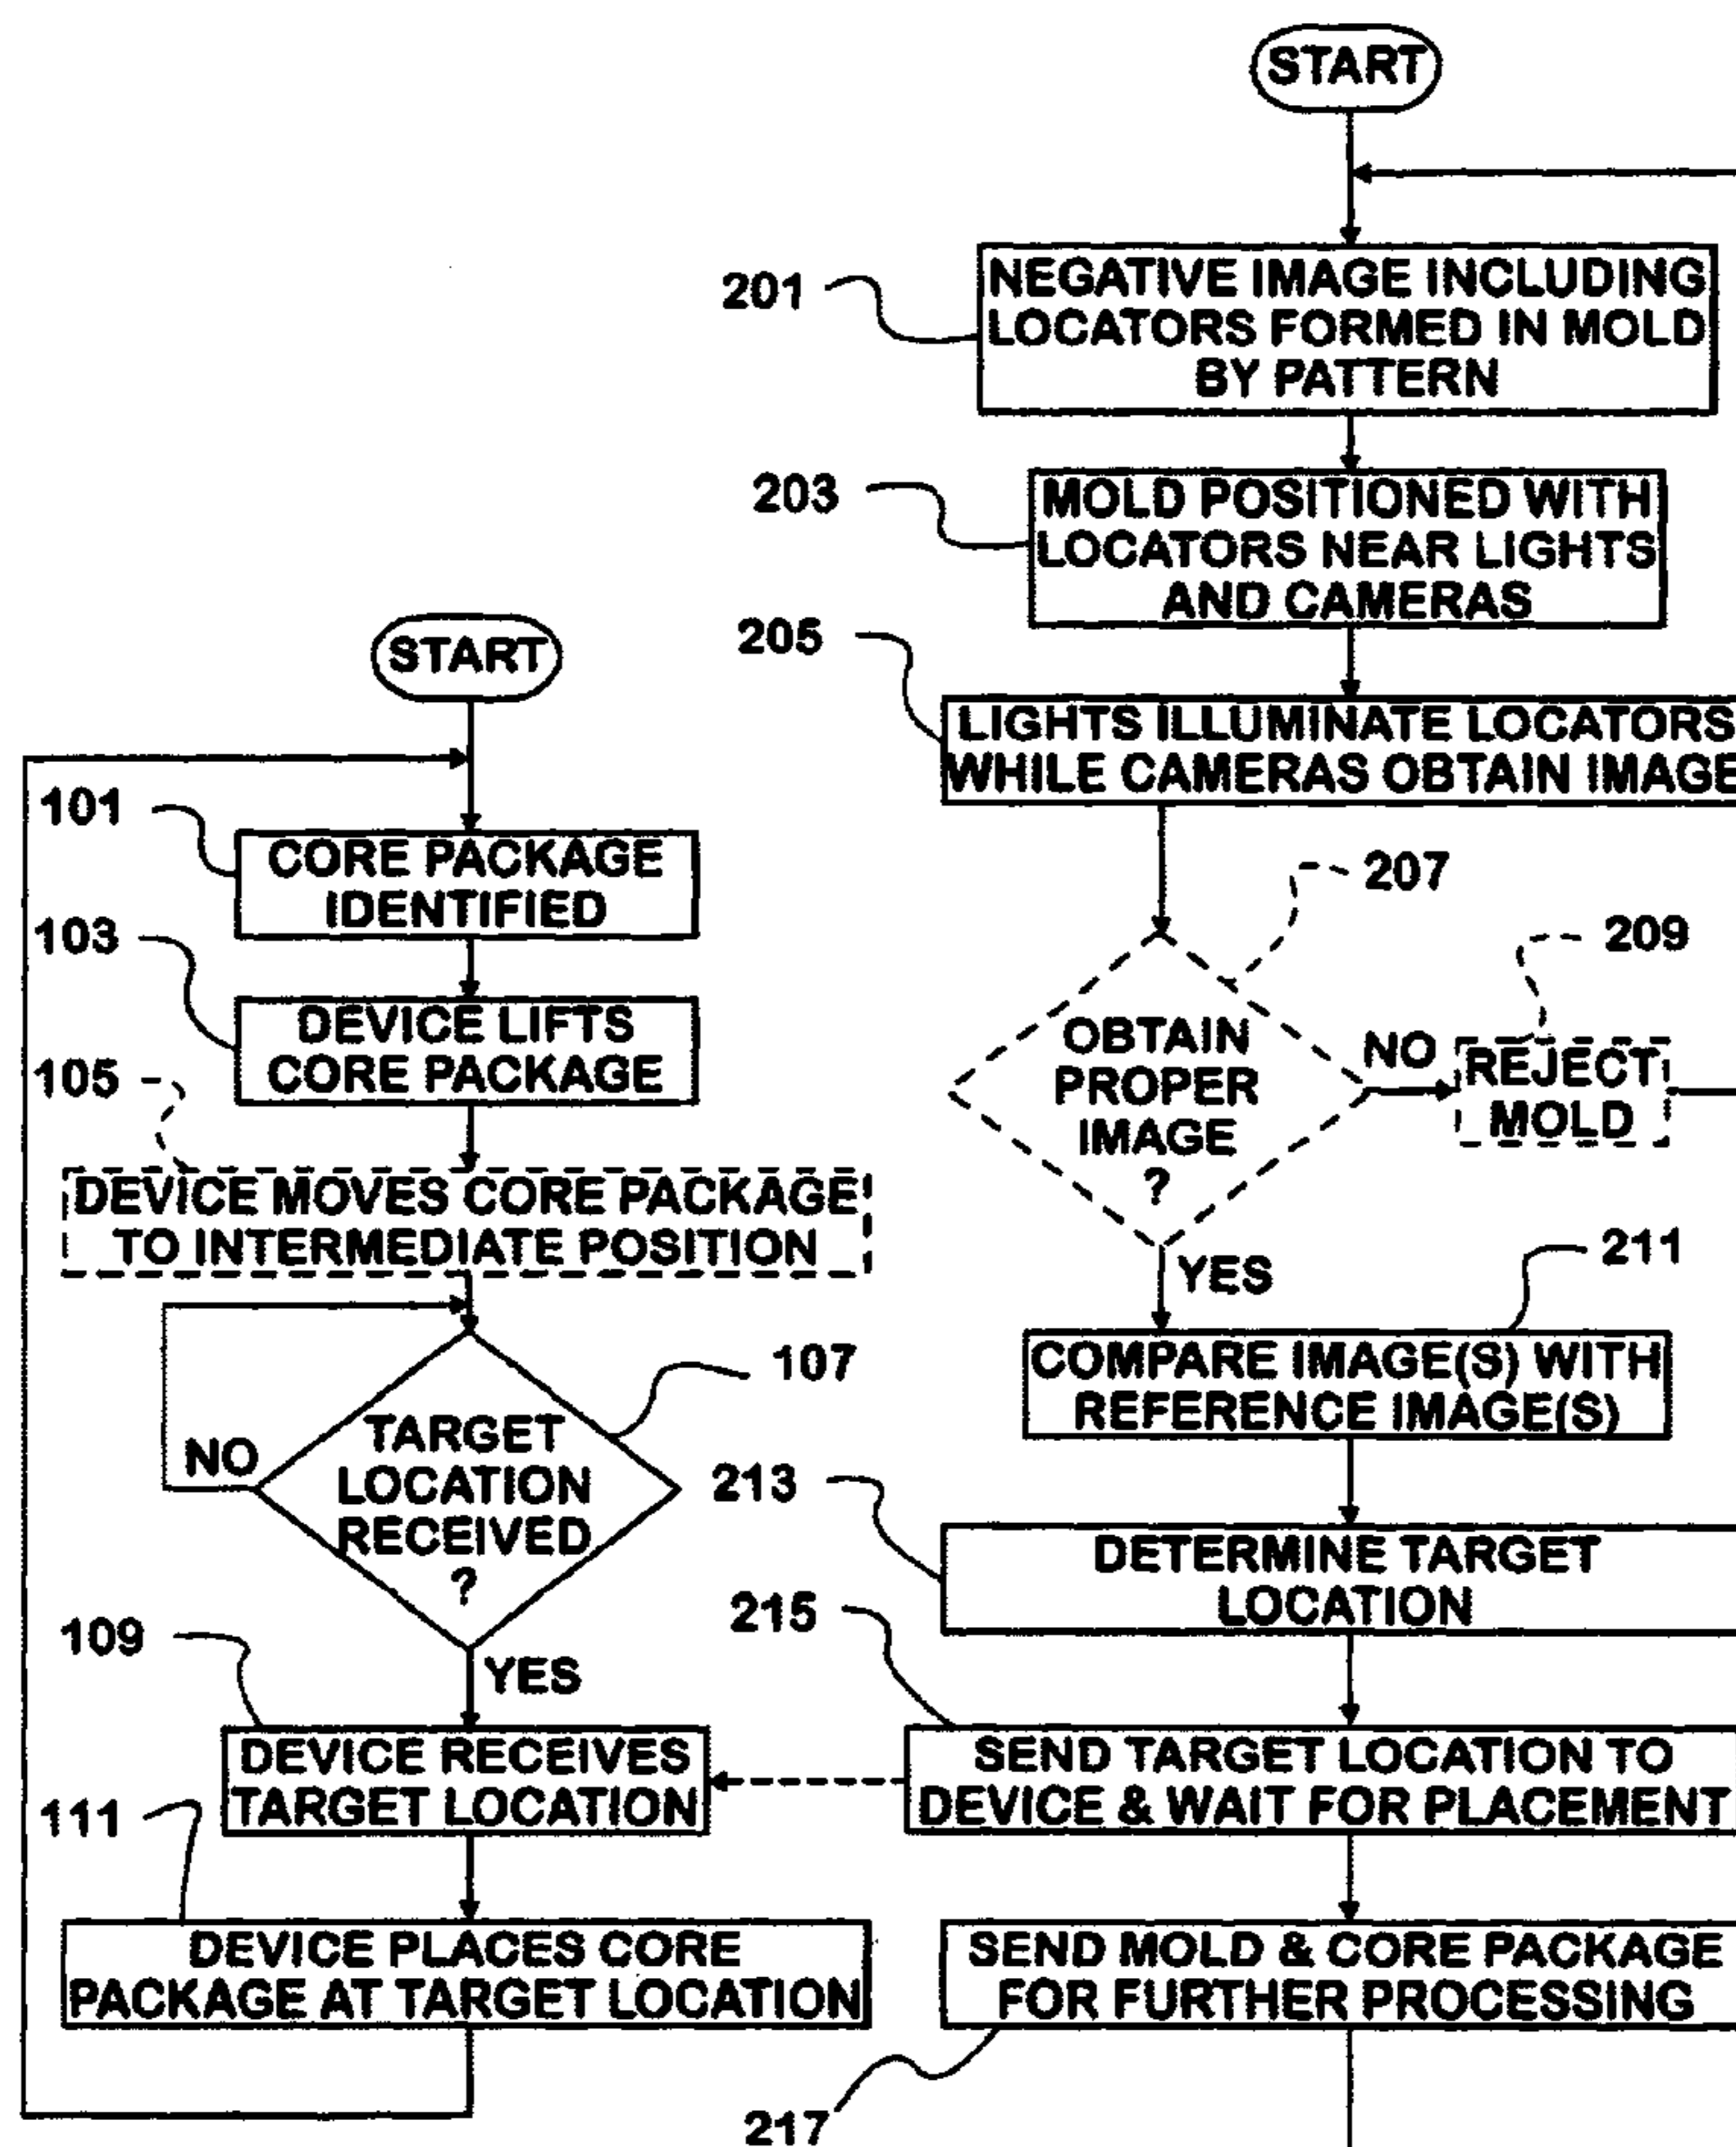 START
101
CORE PACKAGE
IDENTIFIED
103
DEVICE LIFTS
CORE PACKAGE
105
DEVICE MOVES CORE PACKAGE
TO INTERMEDIATE POSITION
107
TARGET
LOCATION
RECEIVED
?
NO
YES
109
DEVICE RECEIVES
TARGET LOCATION
111
DEVICE PLACES CORE
PACKAGE AT TARGET LOCATION
START
201
NEGATIVE IMAGE INCLUDING
LOCATORS FORMED IN MOLD
BY PATTERN
203
MOLD POSITIONED WITH
LOCATORS NEAR LIGHTS
AND CAMERAS
205
LIGHTS ILLUMINATE LOCATORS
WHILE CAMERAS OBTAIN IMAGE
207
OBTAIN
PROPER
IMAGE
?
NO
209
REJECT
MOLD
YES
211
COMPARE IMAGE(S) WITH
REFERENCE IMAGE(S)
213
DETERMINE TARGET
LOCATION
215
SEND TARGET LOCATION TO
DEVICE & WAIT FOR PLACEMENT
SEND MOLD & CORE PACKAGE
FOR FURTHER PROCESSING
217